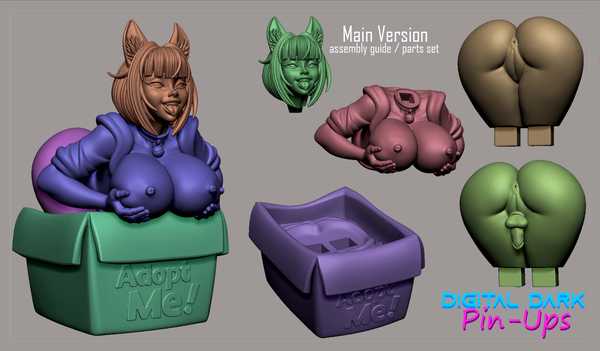 Main Version
assembly guide / parts set
Adopt
Me!
Adopt
Me!
DIGITAL DARK
Pin-Ups